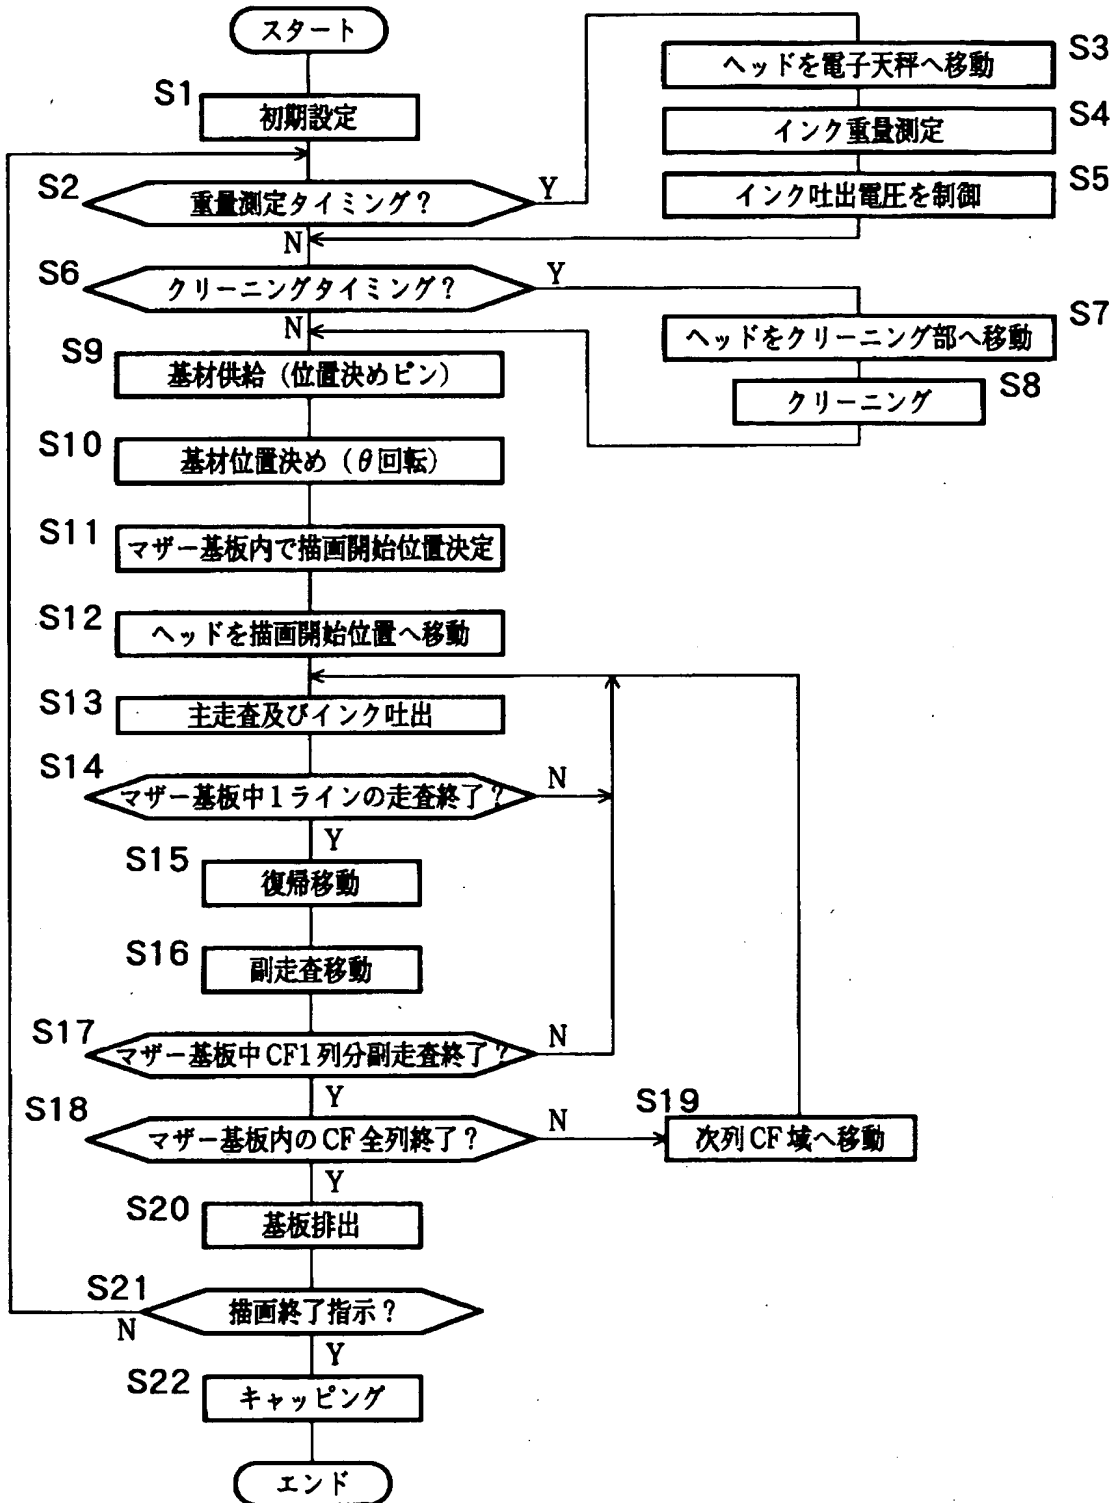 スタート
S1
初期設定
S2
重量測定タイミング?
Y
N
S3
ヘッドを電子天秤へ移動
S4
インク重量測定
S5
インク吐出電圧を制御
S6
クリーニングタイミング?
Y
N
S7
ヘッドをクリーニング部へ移動
S8
クリーニング
S9
基材供給(位置決めピン)
S10
基材位置決め(θ回転)
S11
マザー基板内で描画開始位置決定
S12
ヘッドを描画開始位置へ移動
S13
主走査及びインク吐出
S14
マザー基板中1ラインの走査終了?
N
Y
S15
復帰移動
S16
副走査移動
S17
マザー基板中CF1列分副走査終了?
N
Y
S18
マザー基板内のCF全列終了?
N
Y
S19
次列CF域へ移動
S20
基板排出
S21
描画終了指示?
N
Y
S22
キャッピング
エンド